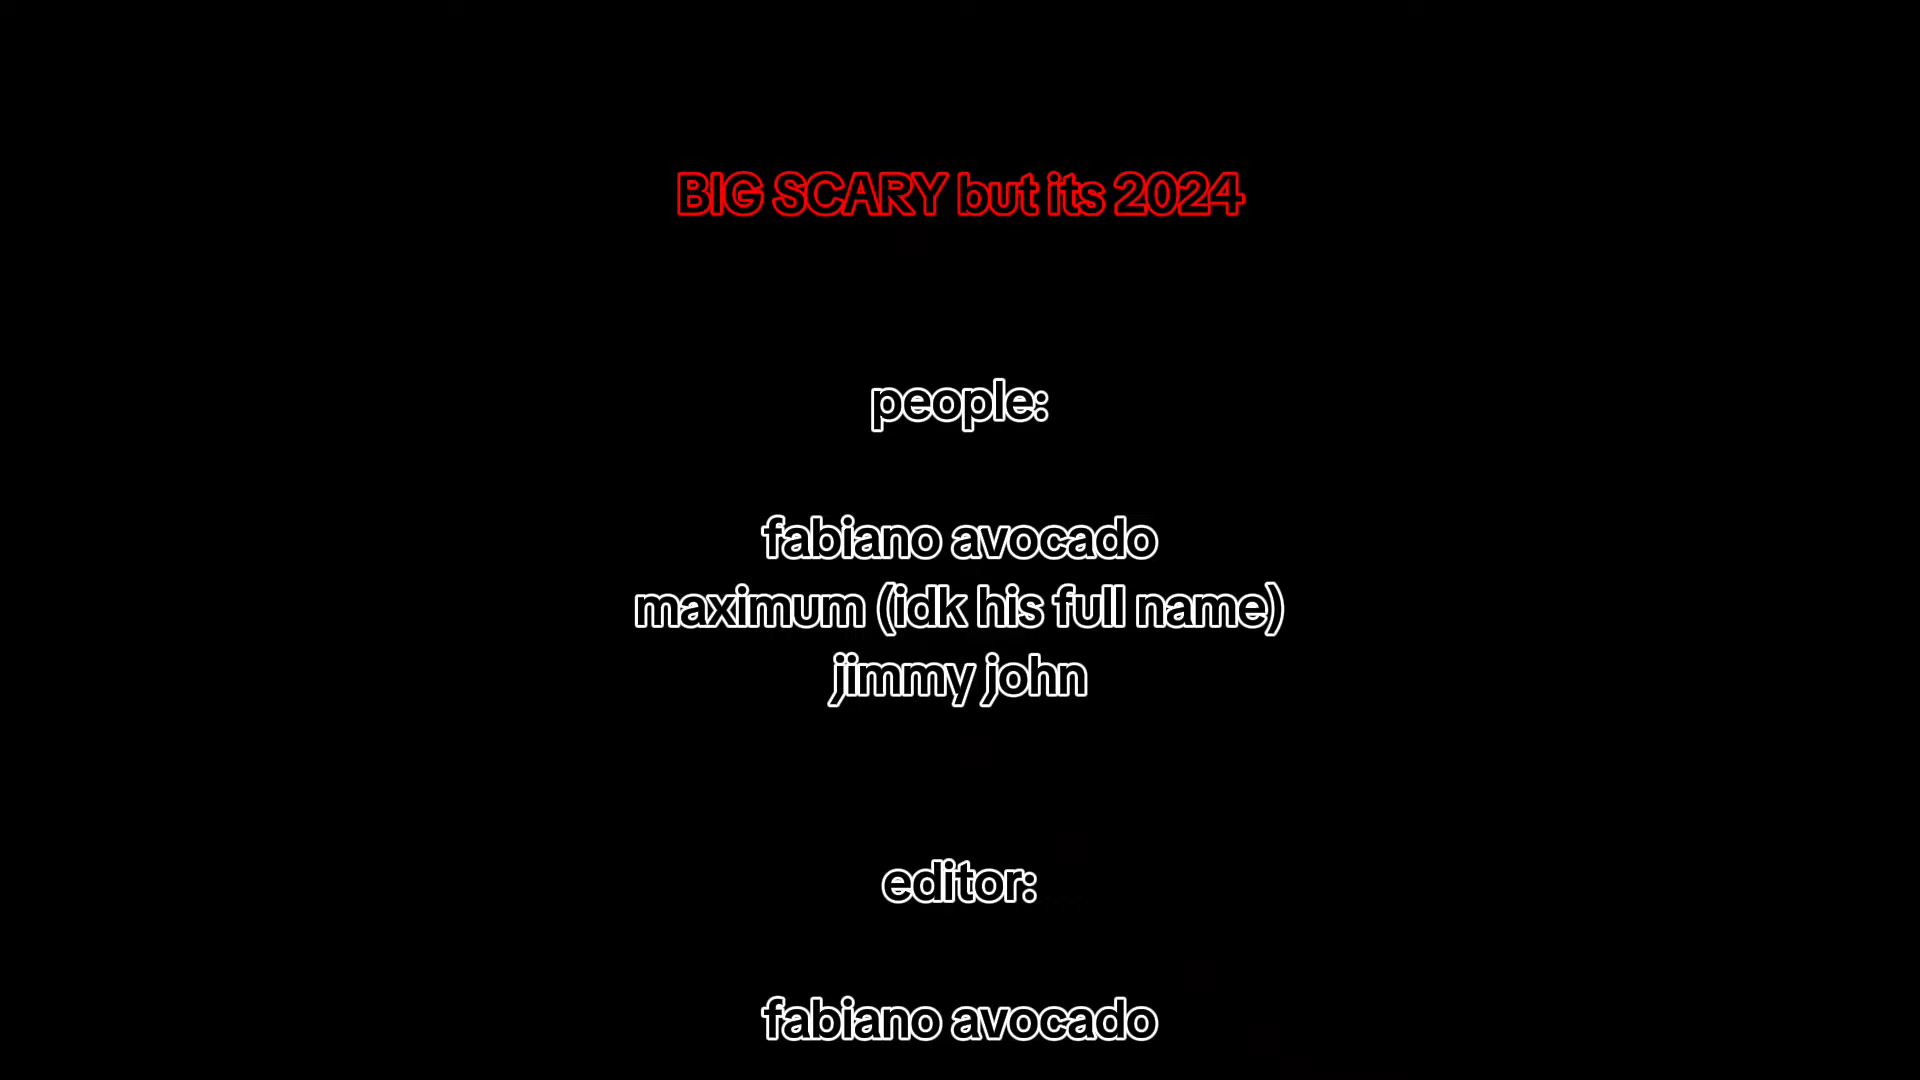 BIG SCARY but its 2024
people:
fabiano avocado
maximum (idk his full name)
jimmy john
editor:
fabiano avocado